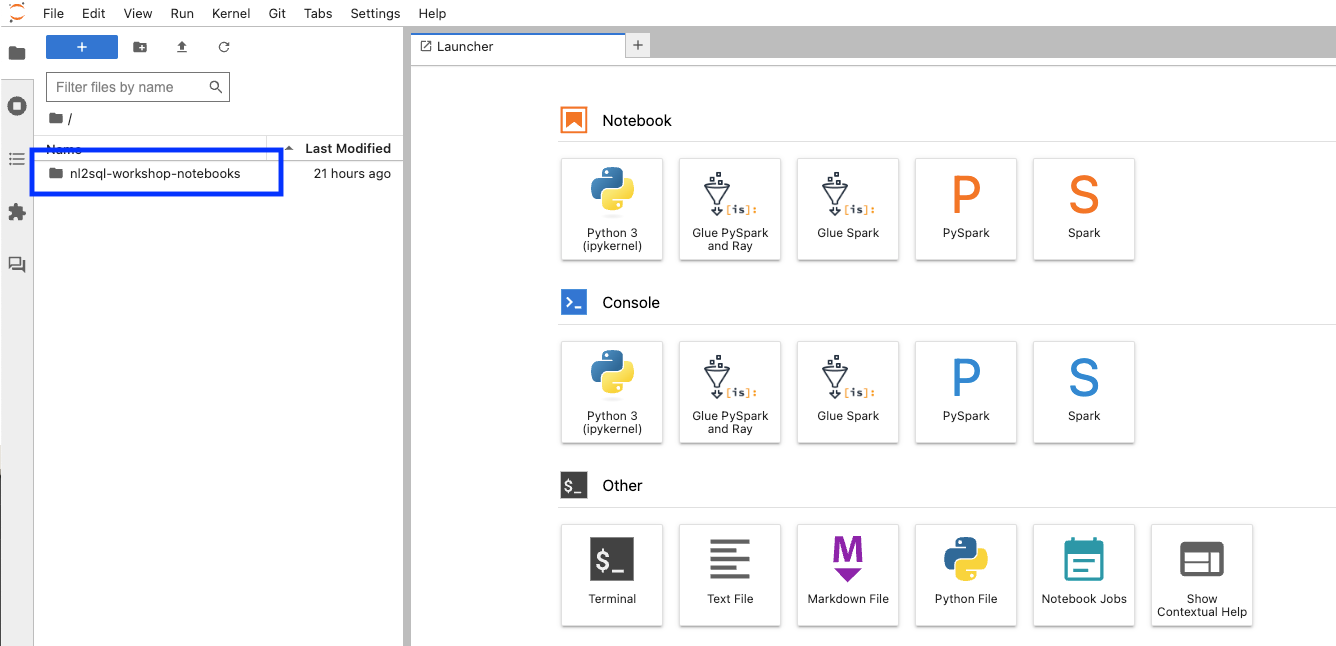 File Edit View Run Kernel Git Tabs Settings Help
+
Filter files by name
/
Name Last Modified
nl2sql-workshop-notebooks 21 hours ago
Launcher +
Notebook
Python 3
(ipykernel)
[is]:
Glue PySpark
and Ray
[is]:
Glue Spark
P
PySpark
S
Spark
>_ Console
Python 3
(ipykernel)
[is]:
Glue PySpark
and Ray
[is]:
Glue Spark
P
PySpark
S
Spark
$_ Other
$_
Terminal
Text File
M
Markdown File
Python File
Notebook Jobs
Show
Contextual Help